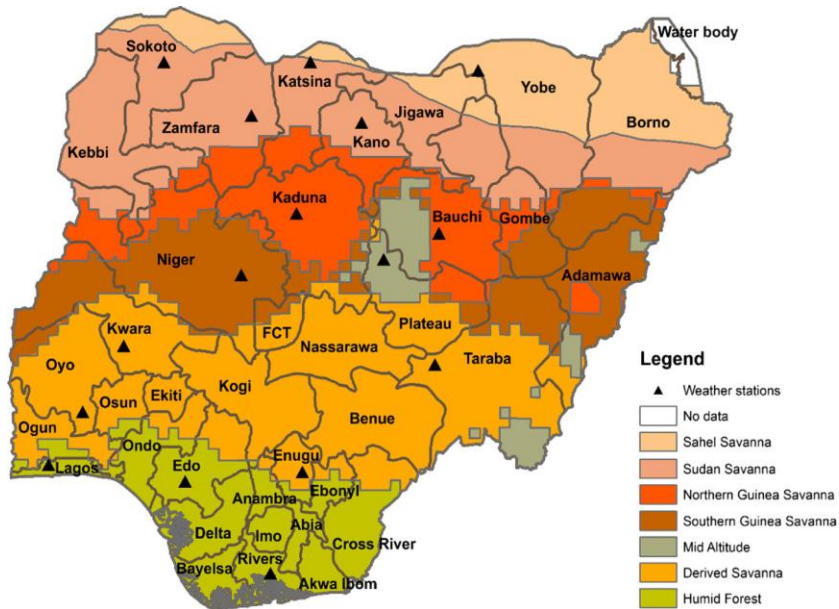 Water body
Sokoto
Katsina
Yobe
Jigawa
Zamfara
Borno
Kano
Kebbi
Kaduna
Bauchi
Gombe
Niger
Adamawa
Kwara
FCT
Plateau
Nassarawa
Oyo
Taraba
Kogi
Osun
Ekiti
Benue
Ogun
Ondo
Enugu
Lagos
Edo
Ebonyl
Anambra
Delta
Imo
Abia
Cross River
Rivers
Bayelsa
Akwa Ibom
Legend
Weather stations
No data
Sahel Savanna
Sudan Savanna
Northern Guinea Savanna
Southern Guinea Savanna
Mid Altitude
Derived Savanna
Humid Forest